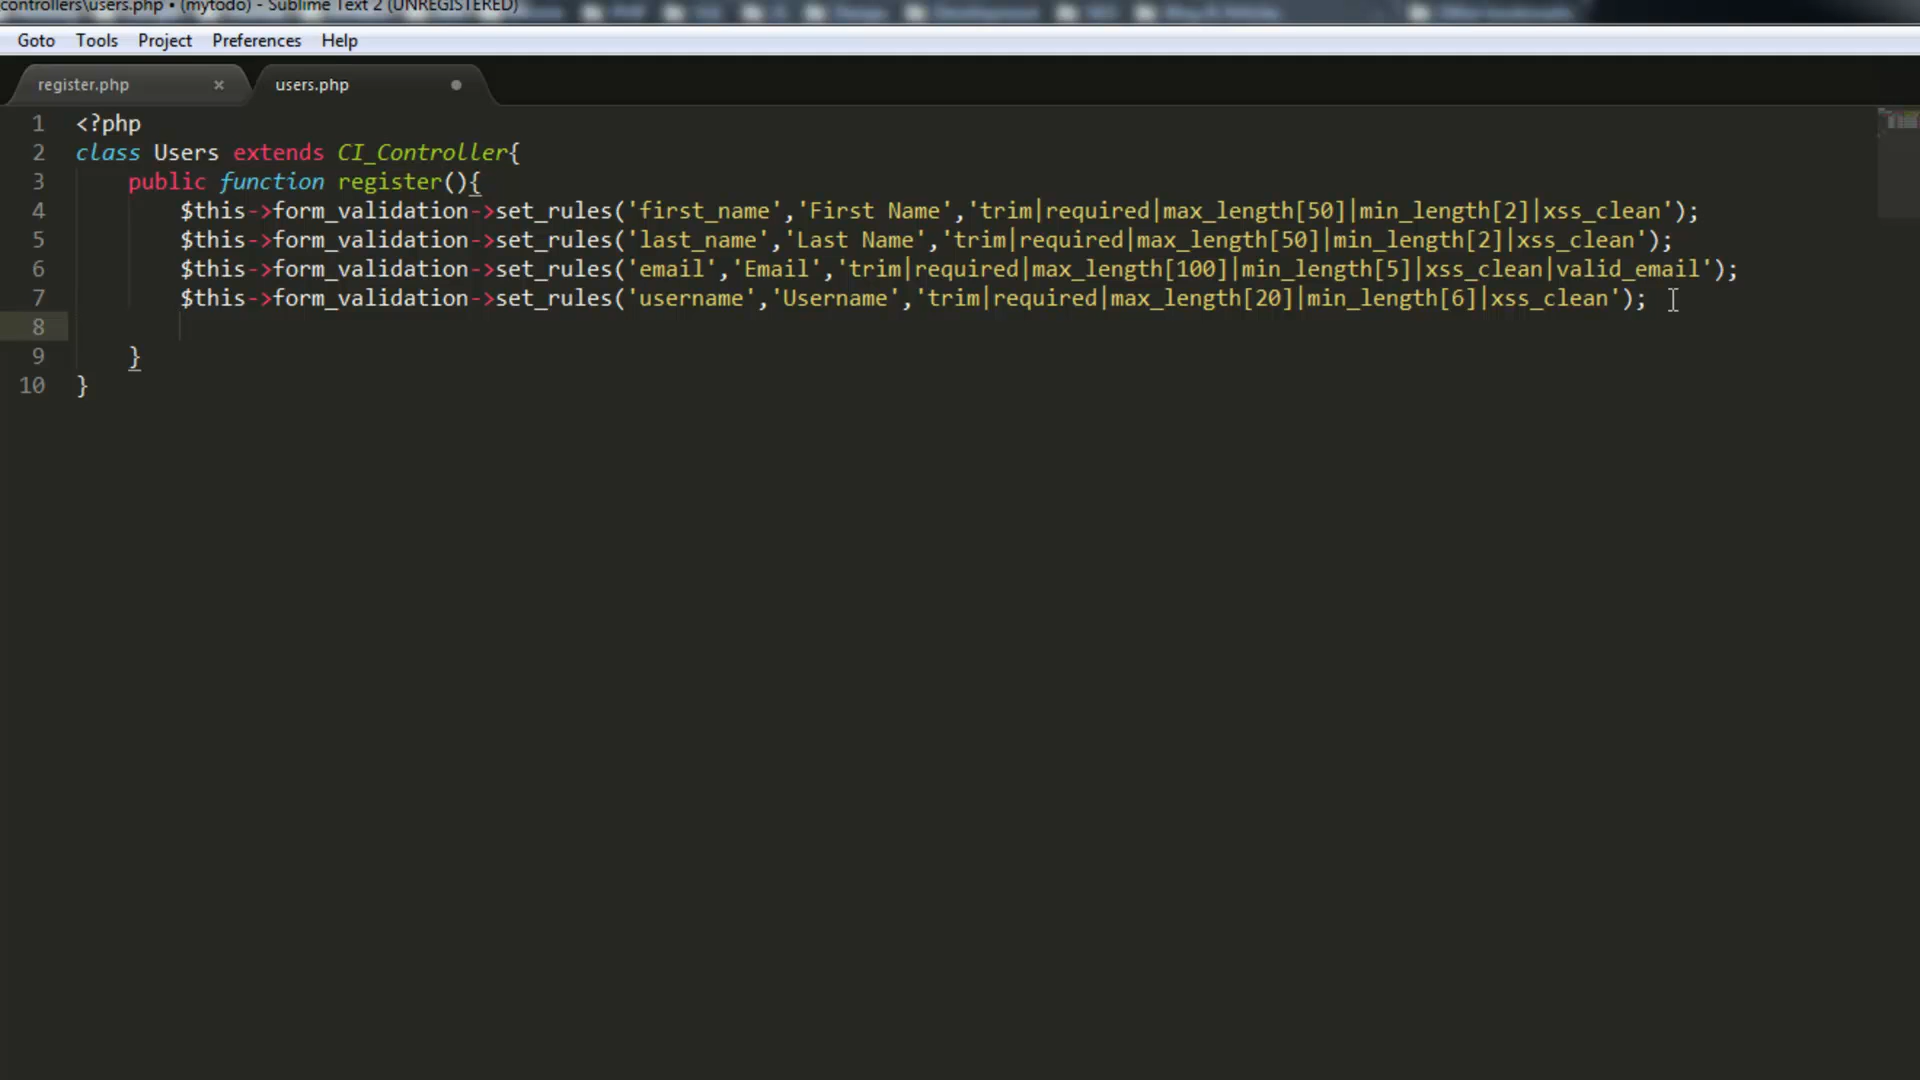 controllers\users.php • (mytodo) - Sublime Text 2 (UNREGISTERED)
Goto Tools Project Preferences Help
register.php × users.php
1 <?php
2 class Users extends CI_Controller{
3 public function register(){
4 $this->form_validation->set_rules('first_name','First Name','trim|required|max_length[50]|min_length[2]|xss_clean');
5 $this->form_validation->set_rules('last_name','Last Name','trim|required|max_length[50]|min_length[2]|xss_clean');
6 $this->form_validation->set_rules('email','Email','trim|required|max_length[100]|min_length[5]|xss_clean|valid_email');
7 $this->form_validation->set_rules('username','Username','trim|required|max_length[20]|min_length[6]|xss_clean');
8
9 }
10 }